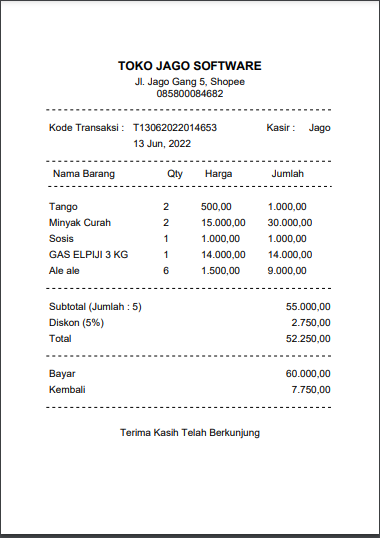 TOKO JAGO SOFTWARE
Jl. Jago Gang 5, Shopee
085800084682
Kode Transaksi : T13062022014653 Kasir : Jago
13 Jun, 2022
Nama Barang Qty Harga Jumlah
Tango 2 500,00 1.000,00
Minyak Curah 2 15.000,00 30.000,00
Sosis 1 1.000,00 1.000,00
GAS ELPIJI 3 KG 1 14.000,00 14.000,00
Ale ale 6 1.500,00 9.000,00
Subtotal (Jumlah : 5) 55.000,00
Diskon (5%) 2.750,00
Total 52.250,00
Bayar 60.000,00
Kembali 7.750,00
Terima Kasih Telah Berkunjung